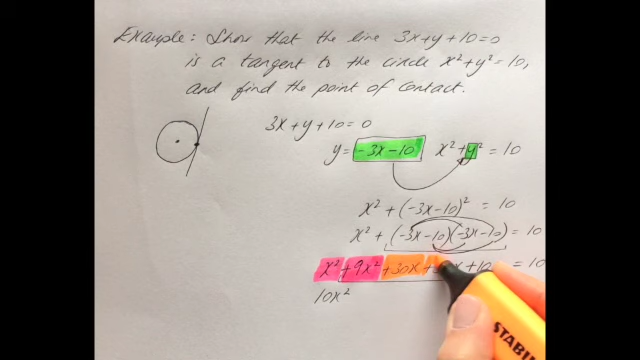 Example: Show that the line 3x+y+10=0
is a tangent to the circle x²+y²=10,
and find the point of contact.
3x+y+10=0
y=-3x-10 x²+y²=10
x²+(-3x-10)²=10
x²+(-3x-10)(-3x-10)=10
x²+9x²+30x+ x+10 =10
10x²
STABI